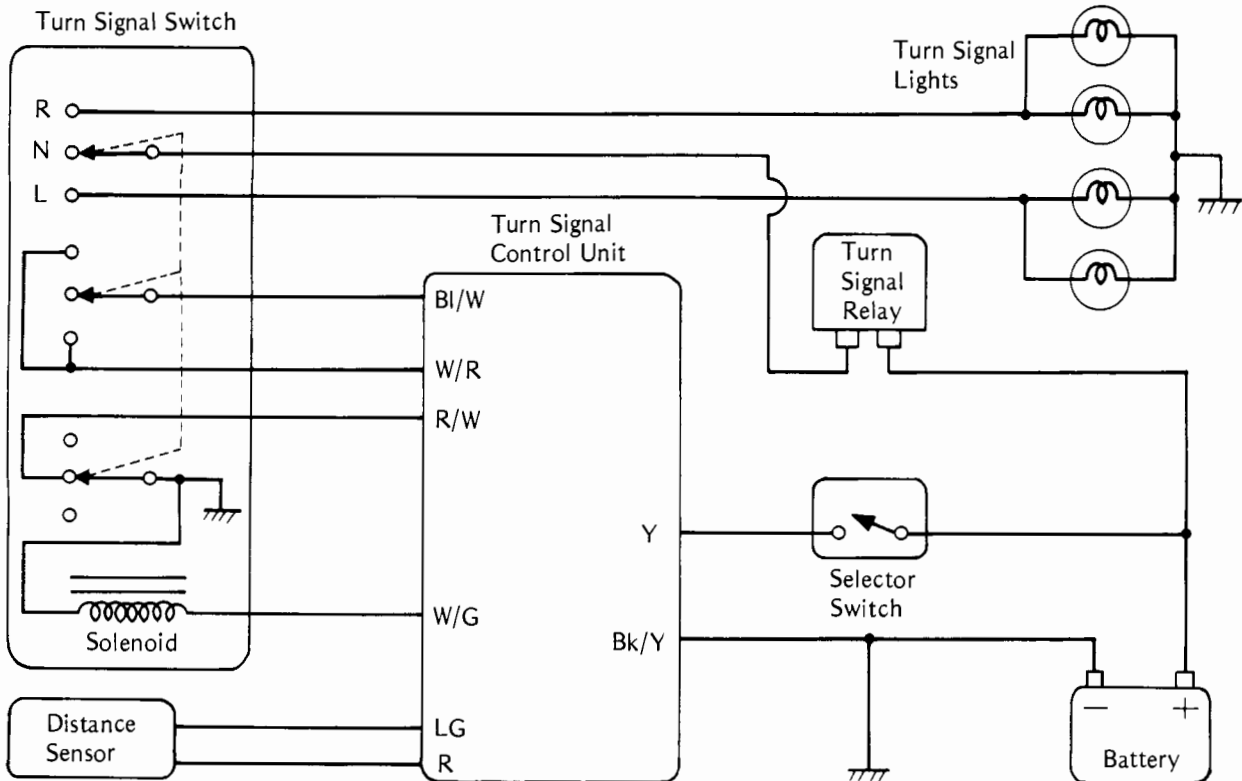 Turn Signal Switch
R
N
L
Turn Signal
Lights
Turn Signal
Control Unit
Bl/W
W/R
R/W
W/G
LG
R
Y
Bk/Y
Turn
Signal
Relay
Selector
Switch
Solenoid
Distance
Sensor
− +
Battery